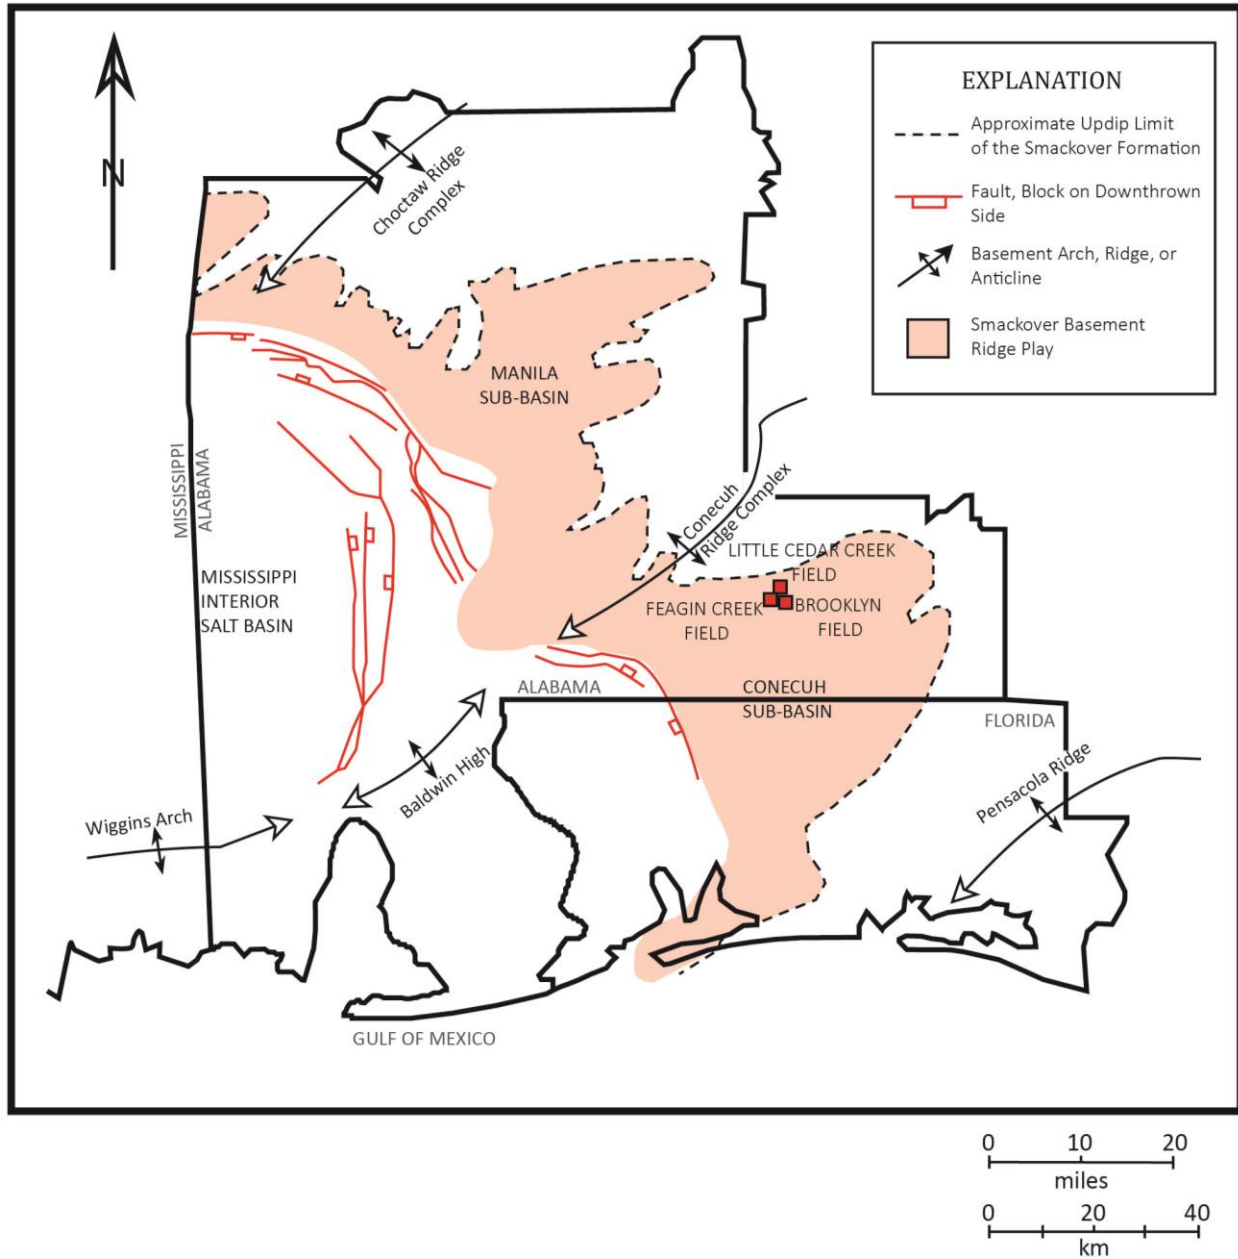 N
EXPLANATION
Approximate Updip Limit
of the Smackover Formation
Fault, Block on Downthrown
Side
Basement Arch, Ridge, or
Anticline
Smackover Basement
Ridge Play
Choctaw Ridge
Complex
MANILA
SUB-BASIN
MISSISSIPPI
ALABAMA
Conecuh
Ridge Complex
LITTLE CEDAR CREEK
FIELD
FEAGIN CREEK
FIELD
BROOKLYN
FIELD
MISSISSIPPI
INTERIOR
SALT BASIN
ALABAMA
CONECUH
SUB-BASIN
FLORIDA
Baldwin High
Pensacola Ridge
Wiggins Arch
GULF OF MEXICO
0 10 20
miles
0 20 40
km